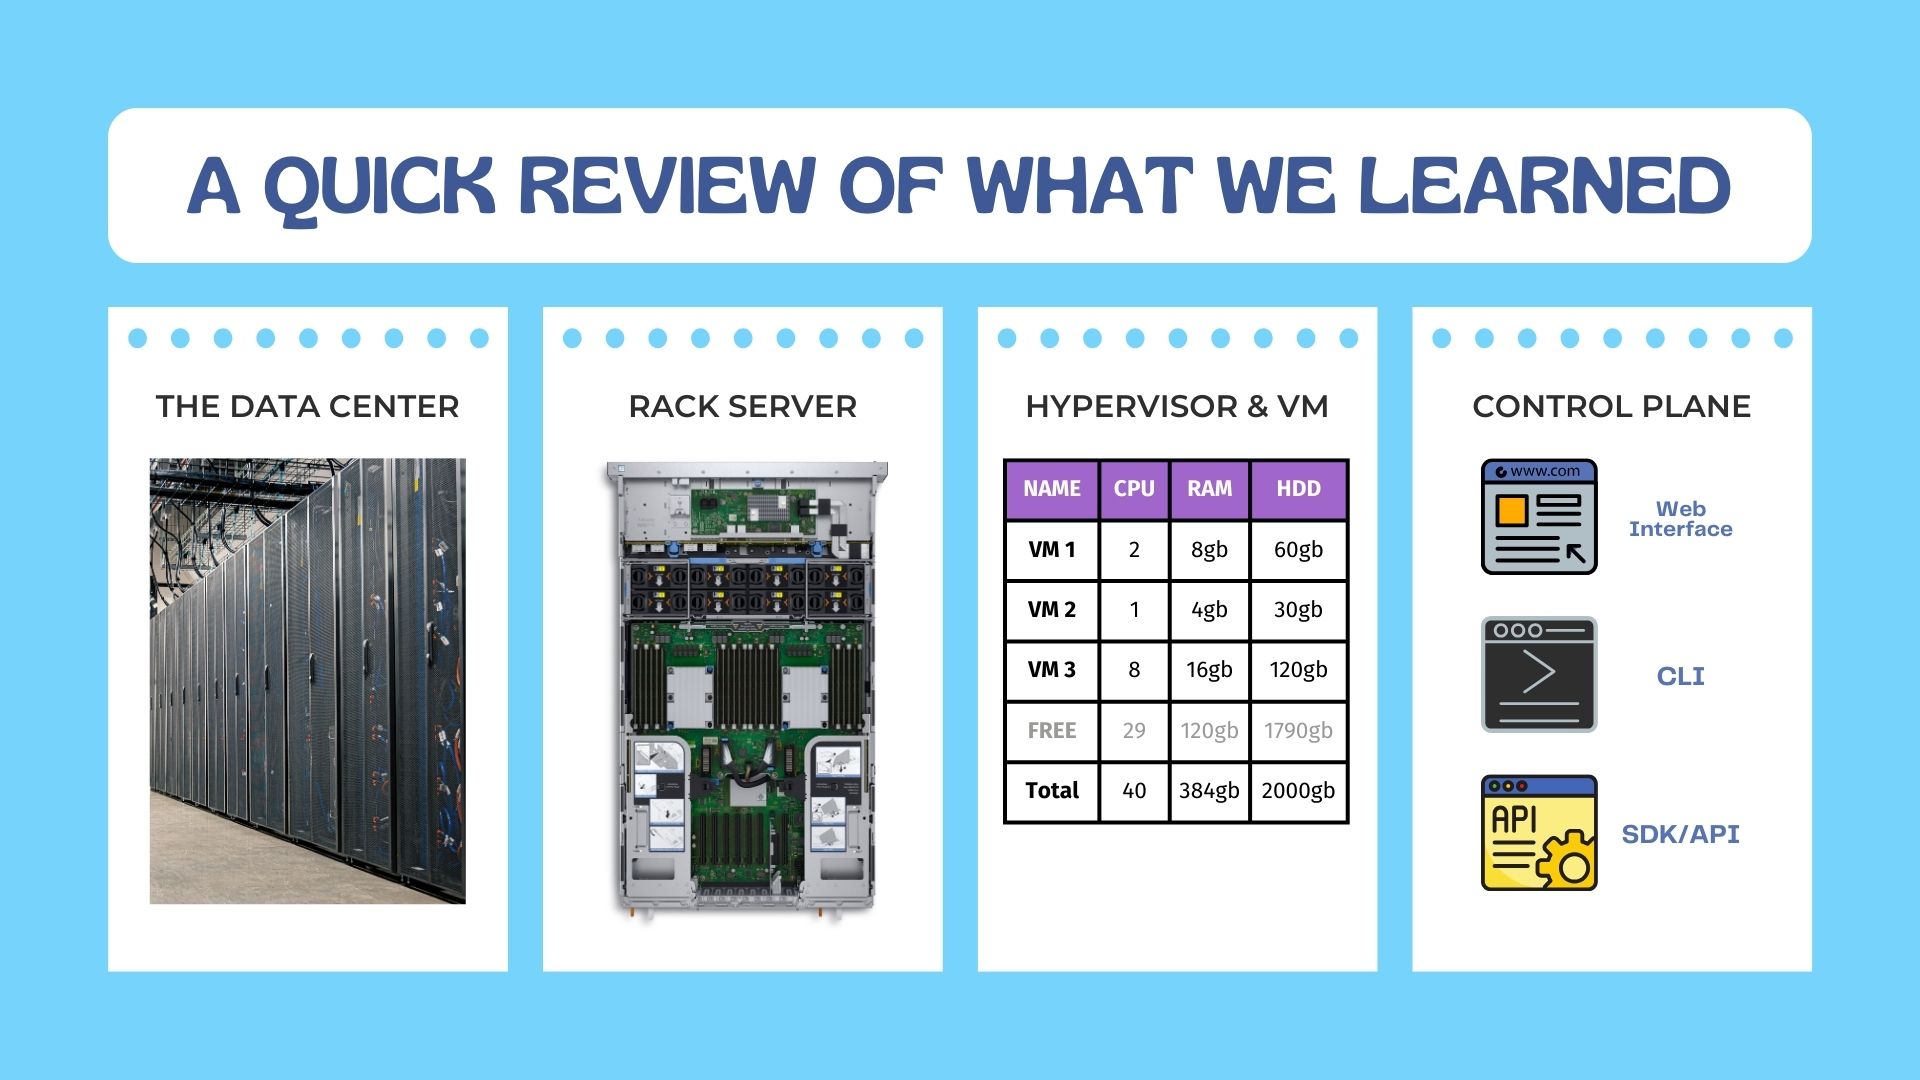 A QUICK REVIEW OF WHAT WE LEARNED
THE DATA CENTER
RACK SERVER
HYPERVISOR & VM
NAME CPU RAM HDD
VM 1 2 8gb 60gb
VM 2 1 4gb 30gb
VM 3 8 16gb 120gb
FREE 29 120gb 1790gb
Total 40 384gb 2000gb
CONTROL PLANE
www.com
Web
Interface
CLI
API
SDK/API